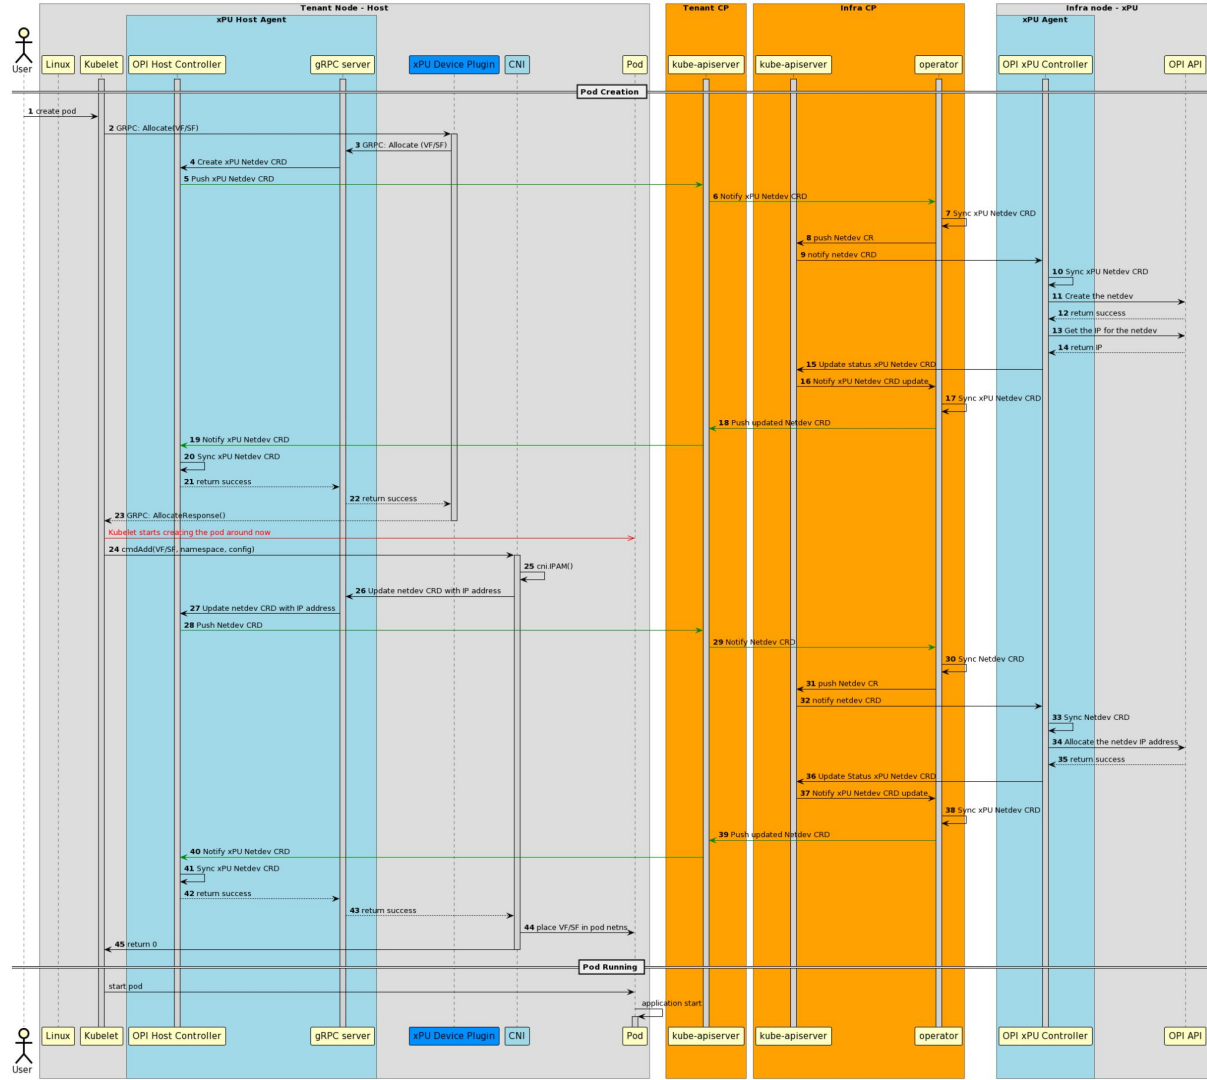 Tenant Node - Host
Tenant CP
Infra CP
Infra node - xPU
xPU Host Agent
xPU Agent
User
Linux
Kubelet
OPI Host Controller
gRPC server
xPU Device Plugin
CNI
Pod
kube-apiserver
kube-apiserver
operator
OPI xPU Controller
OPI API
Pod Creation
1 create pod
2 GRPC: Allocate(VF/SF)
3 GRPC: Allocate (VF/SF)
4 Create xPU Netdev CRD
5 Push xPU Netdev CRD
6 Notify xPU Netdev CRD
7 Sync xPU Netdev CRD
8 push Netdev CR
9 notify netdev CRD
10 Sync xPU Netdev CRD
11 Create the netdev
12 return success
13 Get the IP for the netdev
14 return IP
15 Update status xPU Netdev CRD
16 Notify xPU Netdev CRD update
17 Sync xPU Netdev CRD
18 Push updated Netdev CRD
19 Notify xPU Netdev CRD
20 Sync xPU Netdev CRD
21 return success
22 return success
23 GRPC: AllocateResponse()
Kubelet starts creating the pod around now
24 cmdAdd(VF/SF, namespace, config)
25 cni.IPAM()
26 Update netdev CRD with IP address
27 Update netdev CRD with IP address
28 Push Netdev CRD
29 Notify Netdev CRD
30 Sync Netdev CRD
31 push Netdev CR
32 notify netdev CRD
33 Sync Netdev CRD
34 Allocate the netdev IP address
35 return success
36 Update Status xPU Netdev CRD
37 Notify xPU Netdev CRD update
38 Sync xPU Netdev CRD
39 Push updated Netdev CRD
40 Notify xPU Netdev CRD
41 Sync xPU Netdev CRD
42 return success
43 return success
44 place VF/SF in pod netns
45 return 0
Pod Running
start pod
application start
User
Linux
Kubelet
OPI Host Controller
gRPC server
xPU Device Plugin
CNI
Pod
kube-apiserver
kube-apiserver
operator
OPI xPU Controller
OPI API